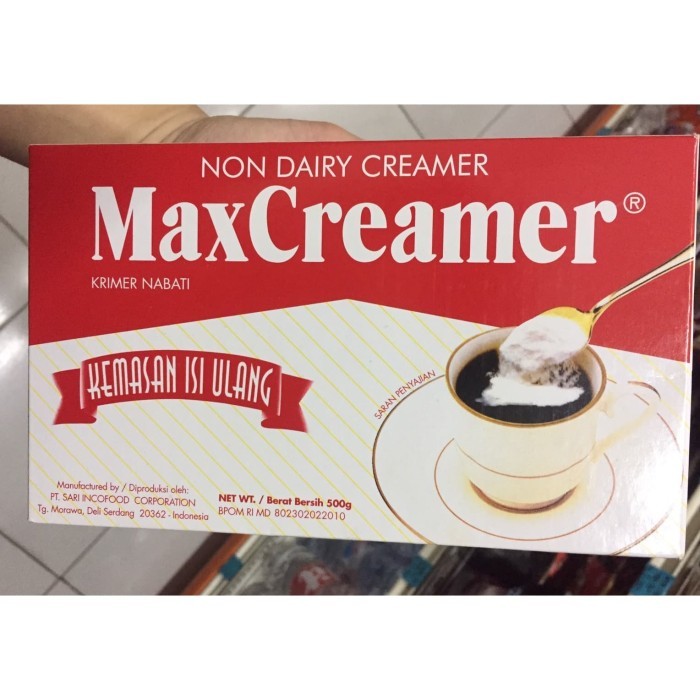 NON DAIRY CREAMER
MaxCreamer®
KRIMER NABATI
KEMASAN ISI ULANG
SARAN PENYAJIAN
Manufactured by / Diproduksi oleh:
PT. SARI INCOFOOD CORPORATION
Tg. Morawa, Deli Serdang 20362 - Indonesia
NET WT. / Berat Bersih 500g
BPOM RI MD 802302022010